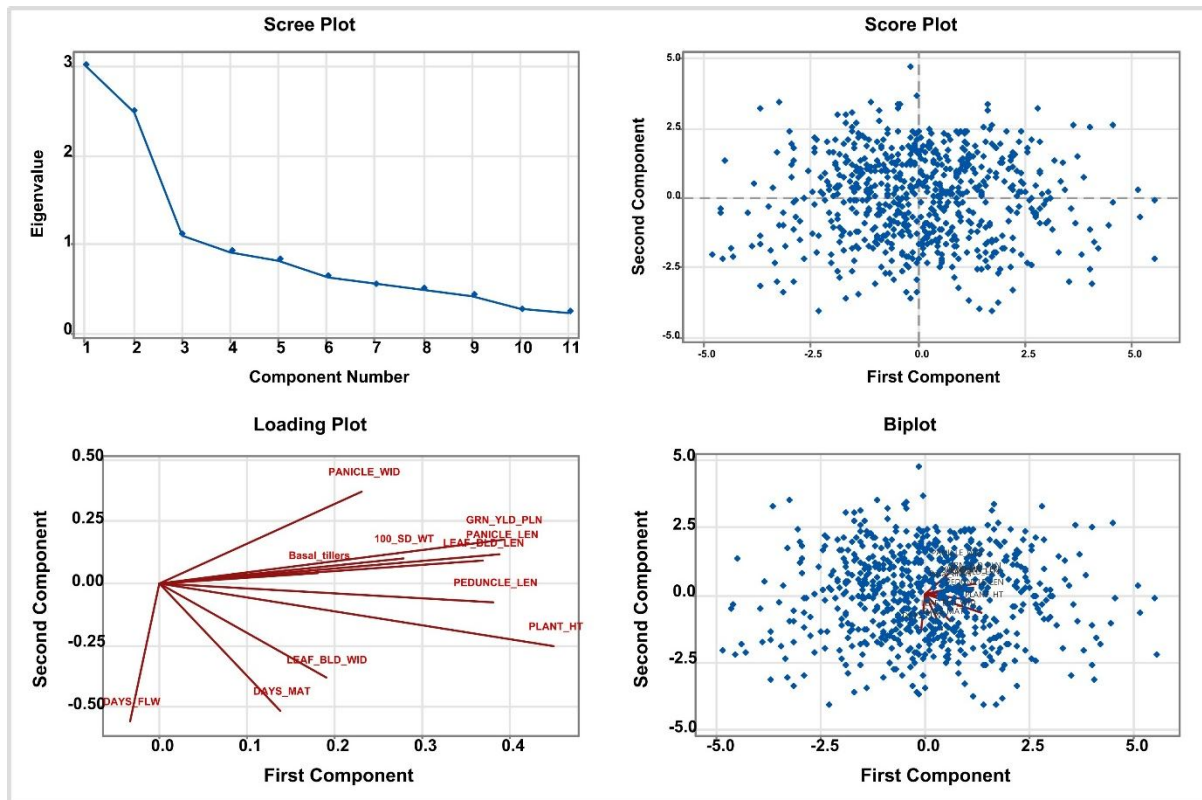 Scree Plot
3
2
1
0
Eigenvalue
1 2 3 4 5 6 7 8 9 10 11
Component Number
Score Plot
5.0
2.5
0.0
-2.5
-5.0
Second Component
-5.0 -2.5 0.0 2.5 5.0
First Component
Loading Plot
0.50
0.25
0.00
-0.25
-0.50
Second Component
PANICLE_WID
GRN_YLD_PLN
PANICLE_LEN
100_SD_WT
LEAF_BLD_LEN
Basal_tillers
PEDUNCLE_LEN
PLANT_HT
LEAF_BLD_WID
DAYS_MAT
DAYS_FLW
0.0 0.1 0.2 0.3 0.4
First Component
Biplot
5.0
2.5
0.0
-2.5
-5.0
Second Component
PLANT_HT
-5.0 -2.5 0.0 2.5 5.0
First Component